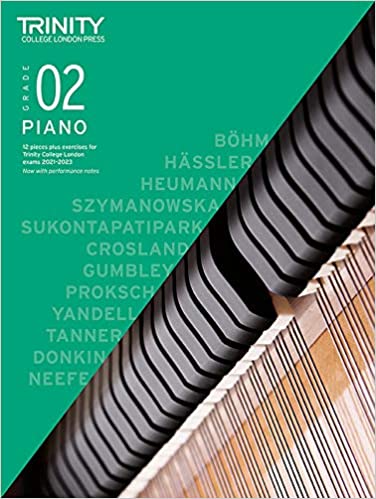 TRINITY
COLLEGE LONDON PRESS
GRADE
02
PIANO
12 pieces plus exercises for
Trinity College London
exams 2021–2023
Now with performance notes
BÖHM
HÄSSLER
HEUMANN
SZYMANOWSKA
SUKONTAPATIPARK
CROSLAND
GUMBLEY
PROKSCH
YANDELL
TANNER
DONKIN
NEEFE